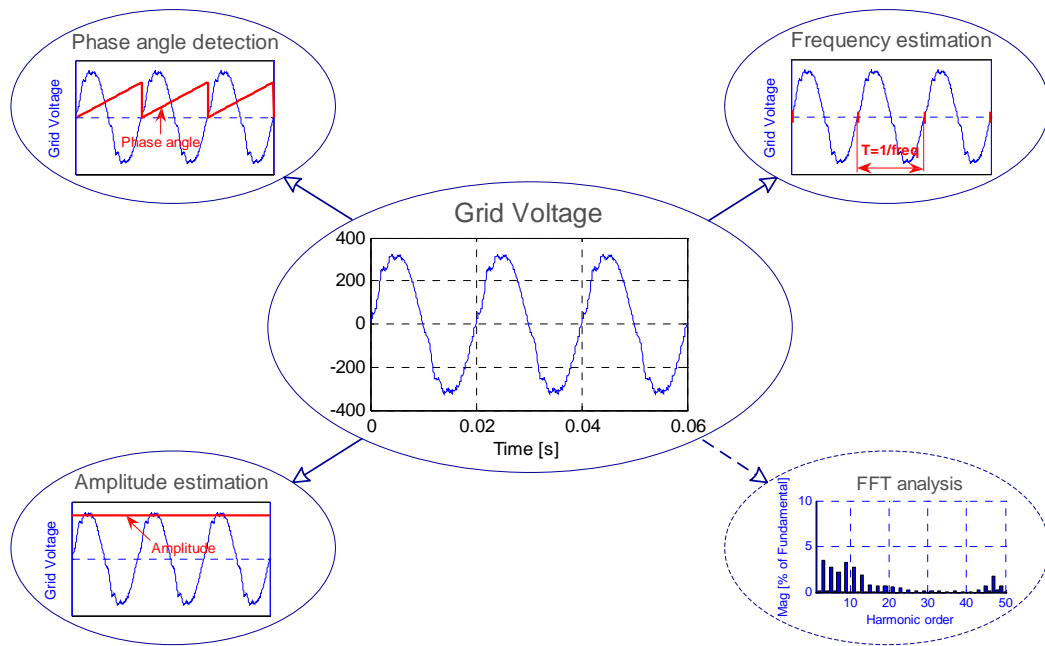 Phase angle detection
Grid Voltage
Phase angle
Frequency estimation
Grid Voltage
T=1/freq
Grid Voltage
400
200
0
-200
-400
0
0.02
0.04
0.06
Time [s]
Amplitude estimation
Grid Voltage
Amplitude
FFT analysis
Mag [% of Fundamental]
10
5
0
10
20
30
40
50
Harmonic order